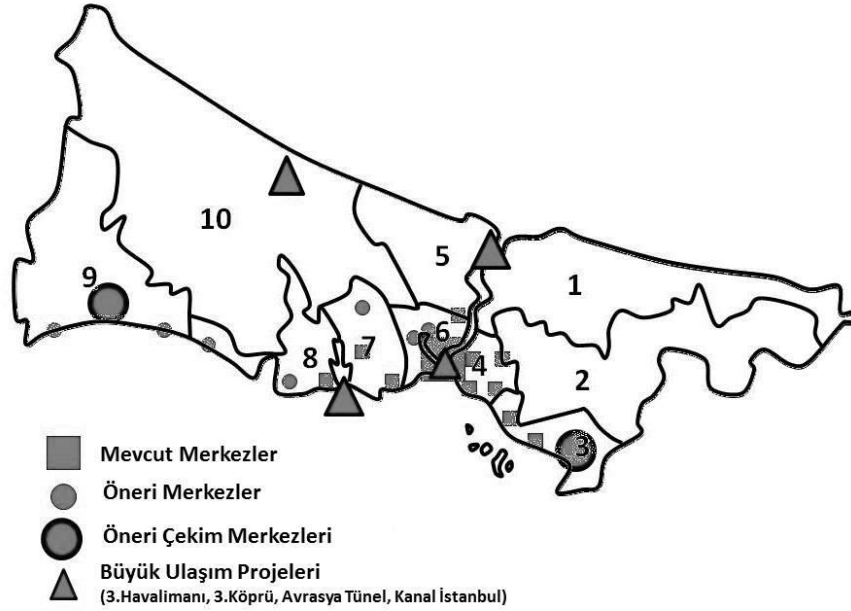 10
5
1
9
6
7
4
8
2
3
Mevcut Merkezler
Öneri Merkezler
Öneri Çekim Merkezleri
Büyük Ulaşım Projeleri
(3.Havalimanı, 3.Köprü, Avrasya Tünel, Kanal İstanbul)